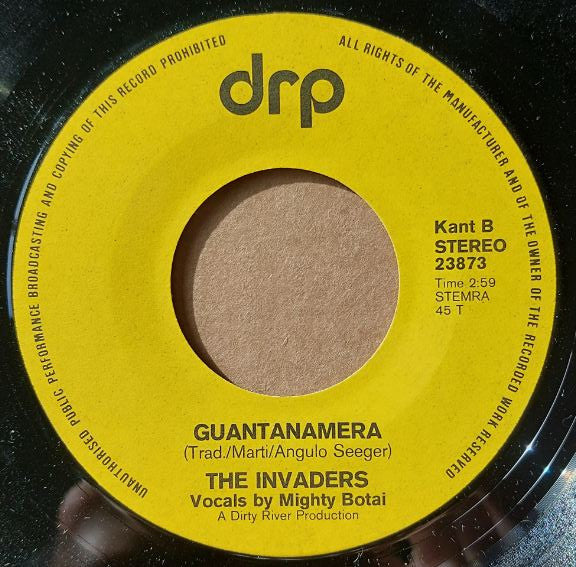 ALL RIGHTS OF THE MANUFACTURER AND OF THE OWNER OF THE RECORDED WORK RESERVED
UNAUTHORISED PUBLIC PERFORMANCE BROADCASTING AND COPYING OF THIS RECORD PROHIBITED
drp
Kant B
STEREO
23873
Time 2:59
STEMRA
45 T
GUANTANAMERA
(Trad./Marti/Angulo Seeger)
THE INVADERS
Vocals by Mighty Botai
A Dirty River Production